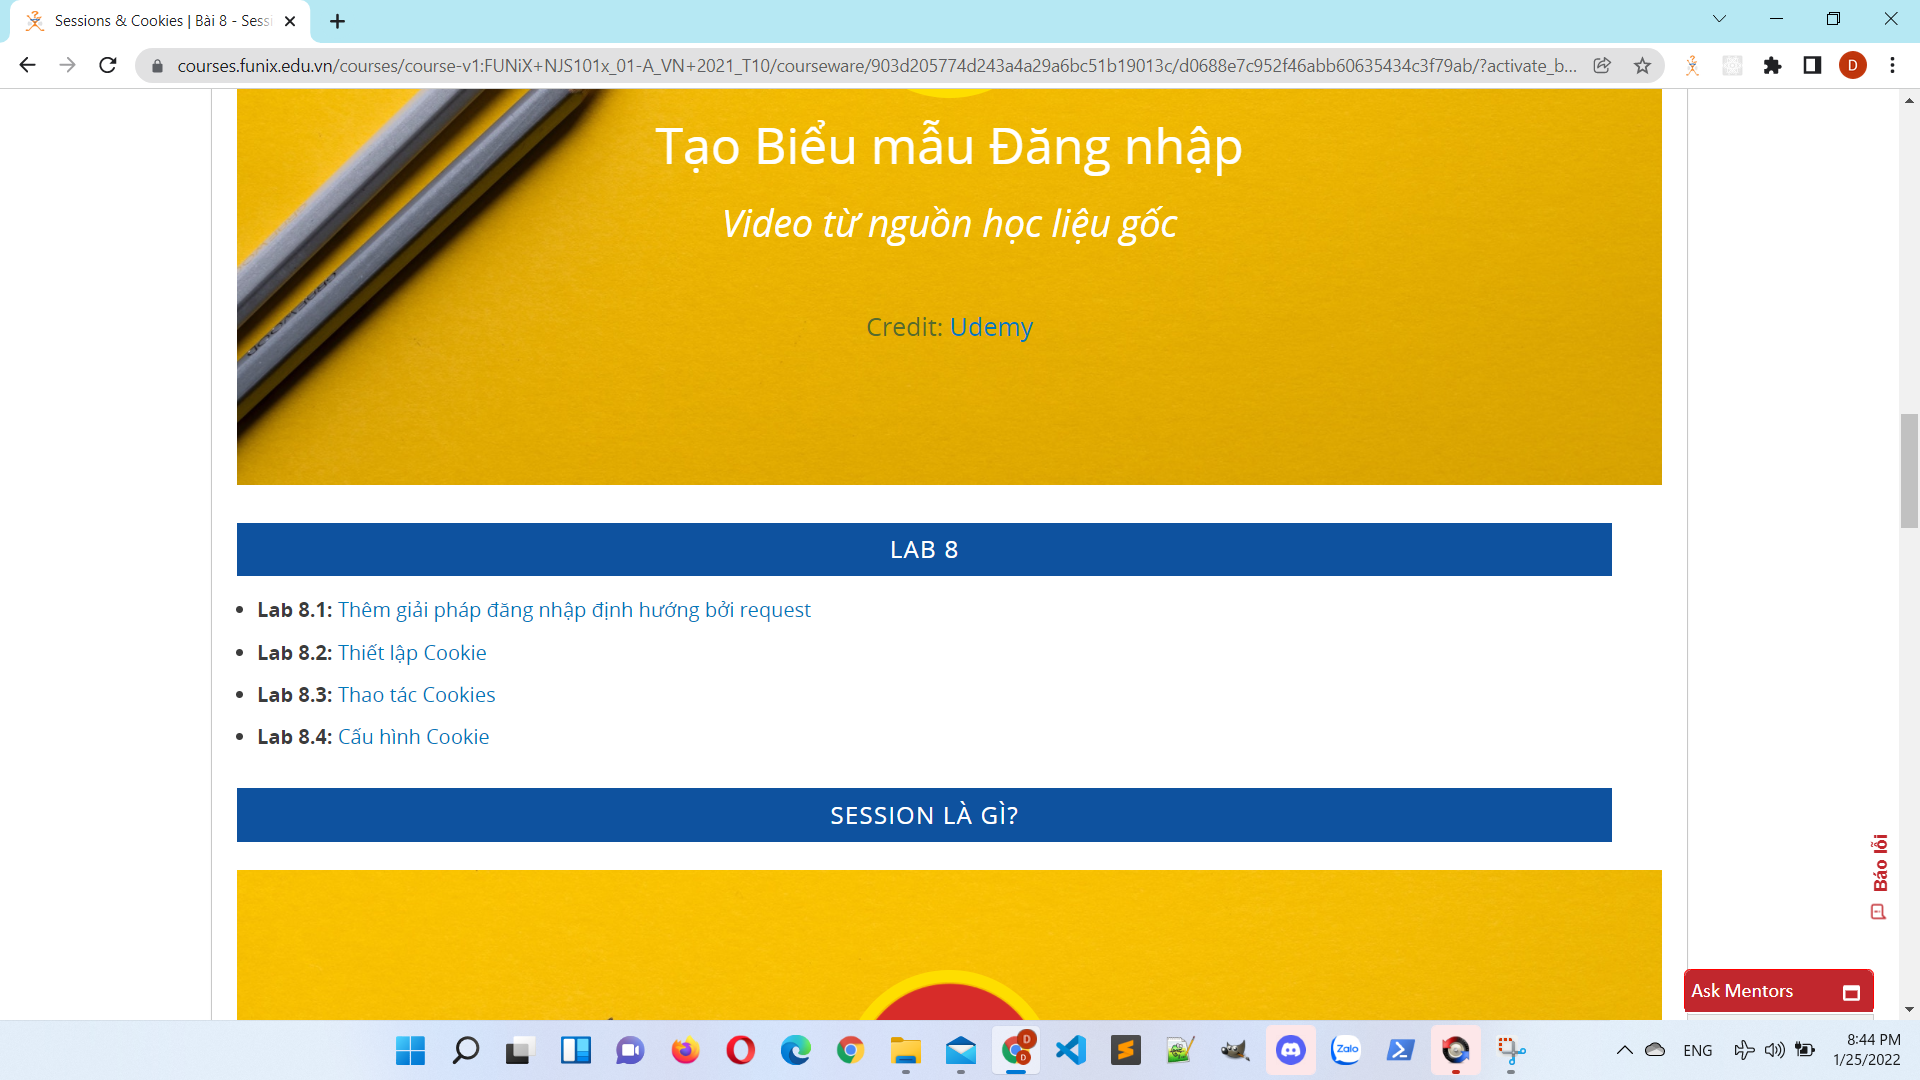 Sessions & Cookies | Bài 8 - Sessi
courses.funix.edu.vn/courses/course-v1:FUNiX+NJS101x_01-A_VN+2021_T10/courseware/903d205774d243a4a29a6bc51b19013c/d0688e7c952f46abb60635434c3f79ab/?activate_b...
D
Tạo Biểu mẫu Đăng nhập
Video từ nguồn học liệu gốc
Credit: Udemy
LAB 8
Lab 8.1: Thêm giải pháp đăng nhập định hướng bởi request
Lab 8.2: Thiết lập Cookie
Lab 8.3: Thao tác Cookies
Lab 8.4: Cấu hình Cookie
SESSION LÀ GÌ?
Báo lỗi
Ask Mentors
D
D
Zalo
ENG
8:44 PM
1/25/2022